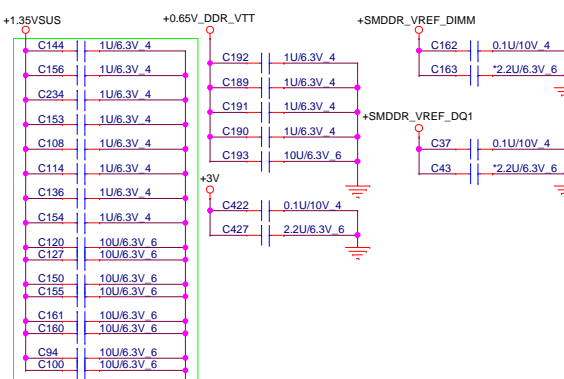 +1.35VSUS
C144 1U/6.3V_4
C156 1U/6.3V_4
C234 1U/6.3V_4
C153 1U/6.3V_4
C108 1U/6.3V_4
C114 1U/6.3V_4
C136 1U/6.3V_4
C154 1U/6.3V_4
C120 10U/6.3V_6
C127 10U/6.3V_6
C150 10U/6.3V_6
C155 10U/6.3V_6
C161 10U/6.3V_6
C160 10U/6.3V_6
C94 10U/6.3V_6
C100 10U/6.3V_6
+0.65V_DDR_VTT
C192 1U/6.3V_4
C189 1U/6.3V_4
C191 1U/6.3V_4
C190 1U/6.3V_4
C193 10U/6.3V_6
+3V
C422 0.1U/10V_4
C427 2.2U/6.3V_6
+SMDDR_VREF_DIMM
C162 0.1U/10V_4
C163 *2.2U/6.3V_6
+SMDDR_VREF_DQ1
C37 0.1U/10V_4
C43 *2.2U/6.3V_6